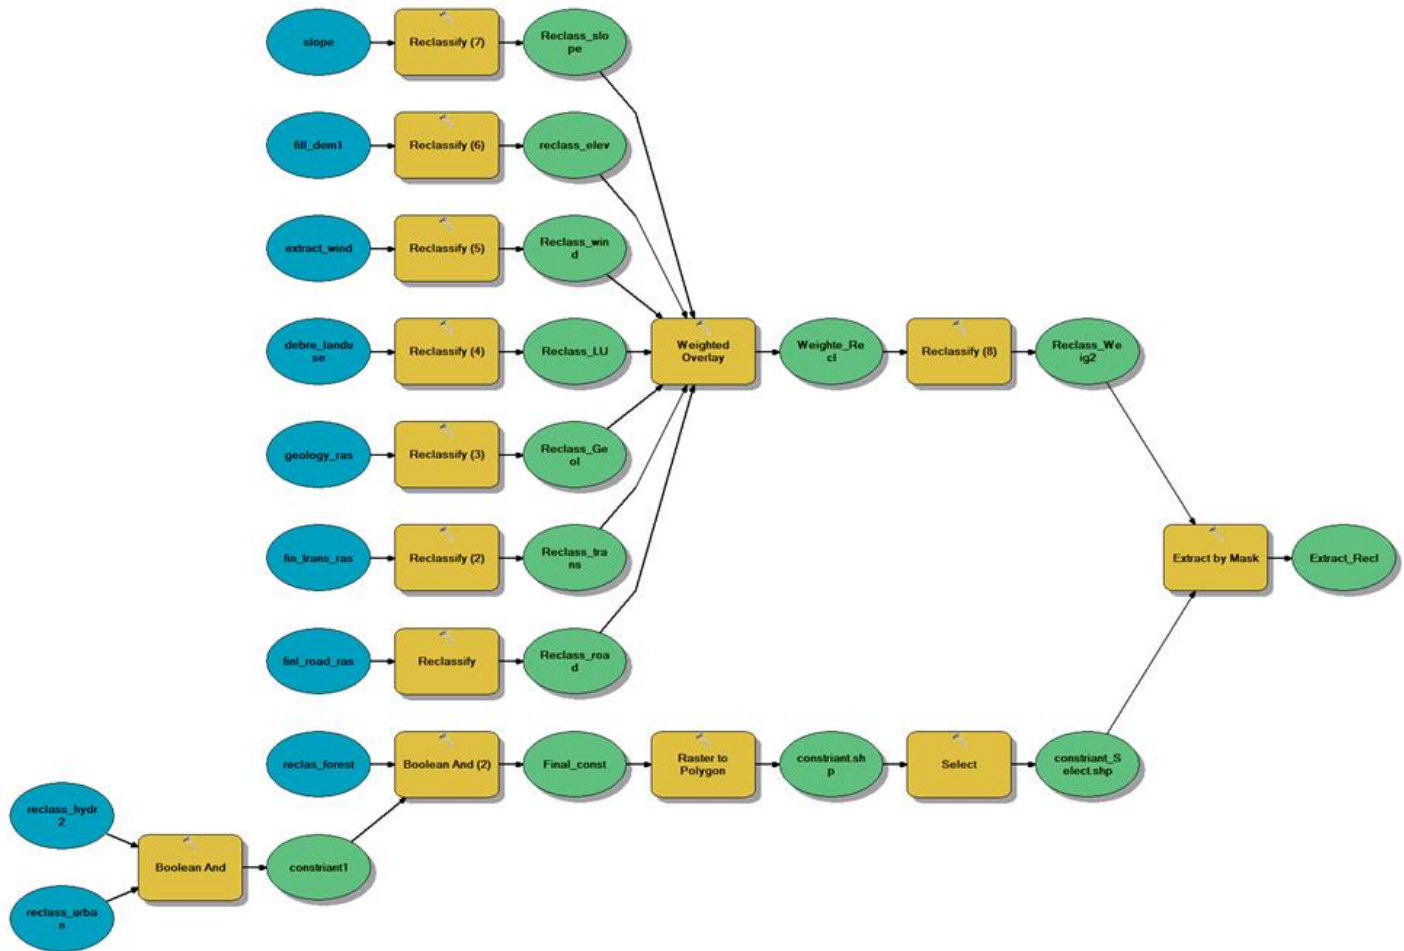 slope
Reclassify (7)
Reclass_slo
pe
fill_dem1
Reclassify (6)
reclass_elev
extract_wind
Reclassify (5)
Reclass_win
d
debre_landu
se
Reclassify (4)
Reclass_LU
Weighted
Overlay
Weighte_Re
cl
Reclassify (8)
Reclass_We
ig2
geology_ras
Reclassify (3)
Reclass_Ge
ol
fin_trans_ras
Reclassify (2)
Reclass_tra
ns
Extract by Mask
Extract_Recl
finl_road_ras
Reclassify
Reclass_roa
d
reclas_forest
Boolean And (2)
Final_const
Raster to
Polygon
constriant.sh
p
Select
constriant_S
elect.shp
reclass_hydr
2
Boolean And
constriant1
reclass_urba
n